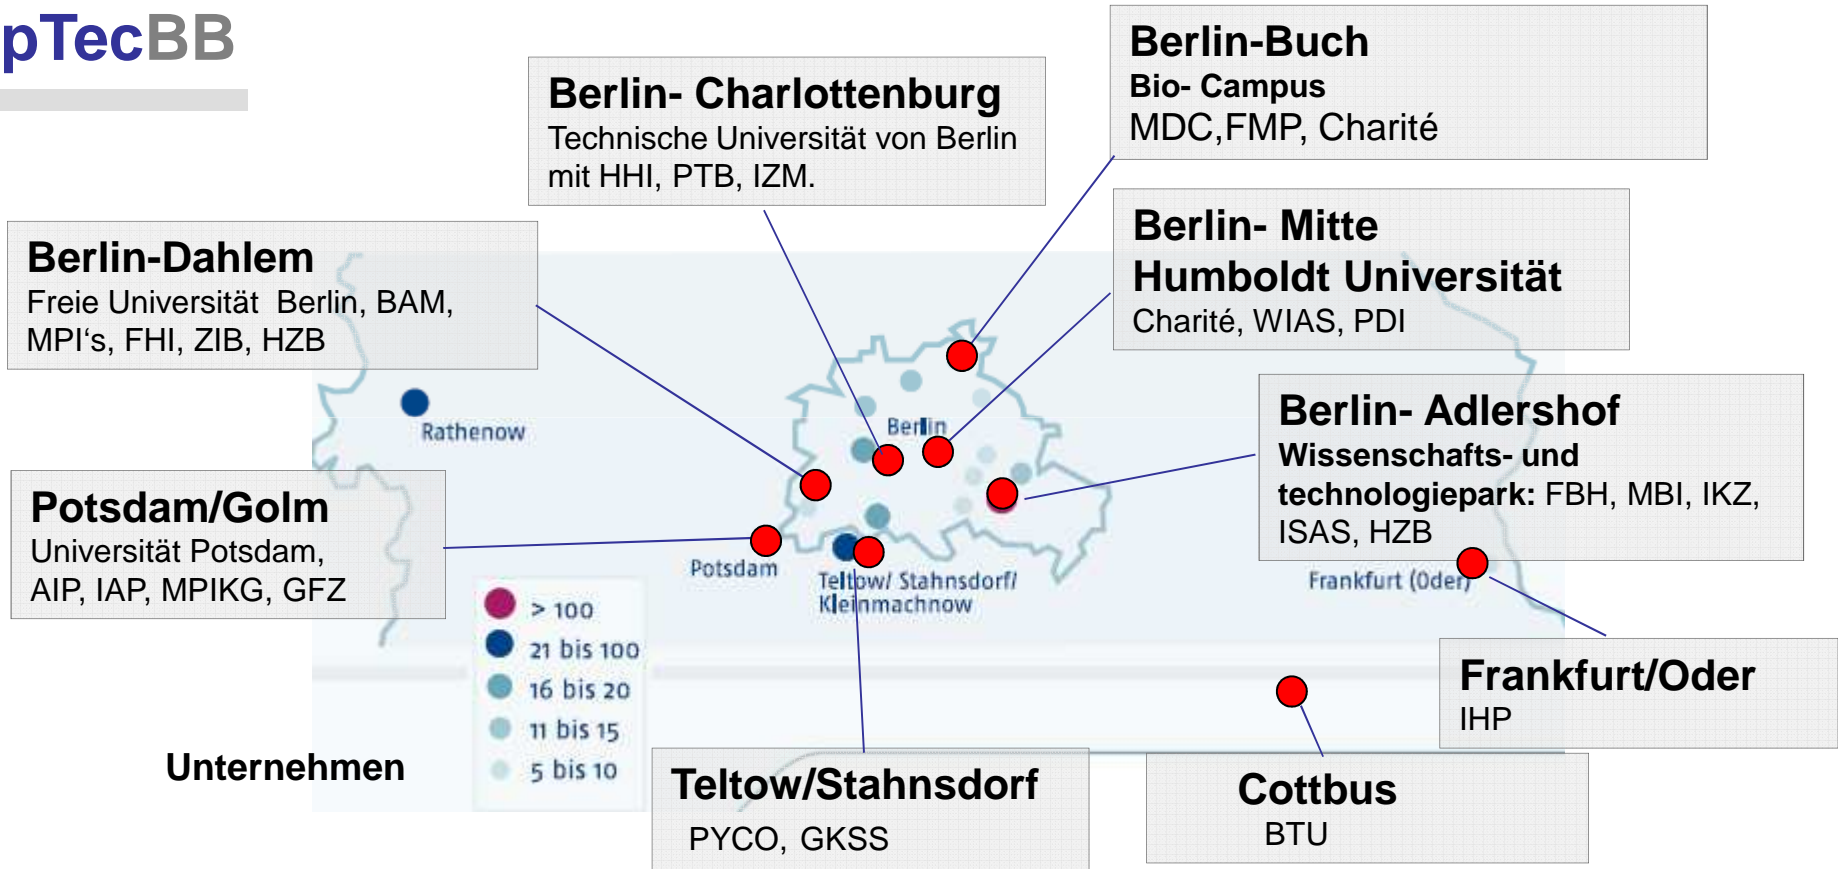 pTecBB
Berlin-Buch
Bio- Campus
MDC,FMP, Charité
Berlin- Charlottenburg
Technische Universität von Berlin
mit HHI, PTB, IZM.
Berlin- Mitte
Humboldt Universität
Charité, WIAS, PDI
Berlin-Dahlem
Freie Universität Berlin, BAM,
MPI‘s, FHI, ZIB, HZB
Berlin- Adlershof
Wissenschafts- und
technologiepark: FBH, MBI, IKZ,
ISAS, HZB
Rathenow
Berlin
Potsdam/Golm
Universität Potsdam,
AIP, IAP, MPIKG, GFZ
Potsdam
Teltow/ Stahnsdorf/
Kleinmachnow
Frankfurt (Oder)
> 100
21 bis 100
16 bis 20
11 bis 15
5 bis 10
Unternehmen
Frankfurt/Oder
IHP
Teltow/Stahnsdorf
PYCO, GKSS
Cottbus
BTU